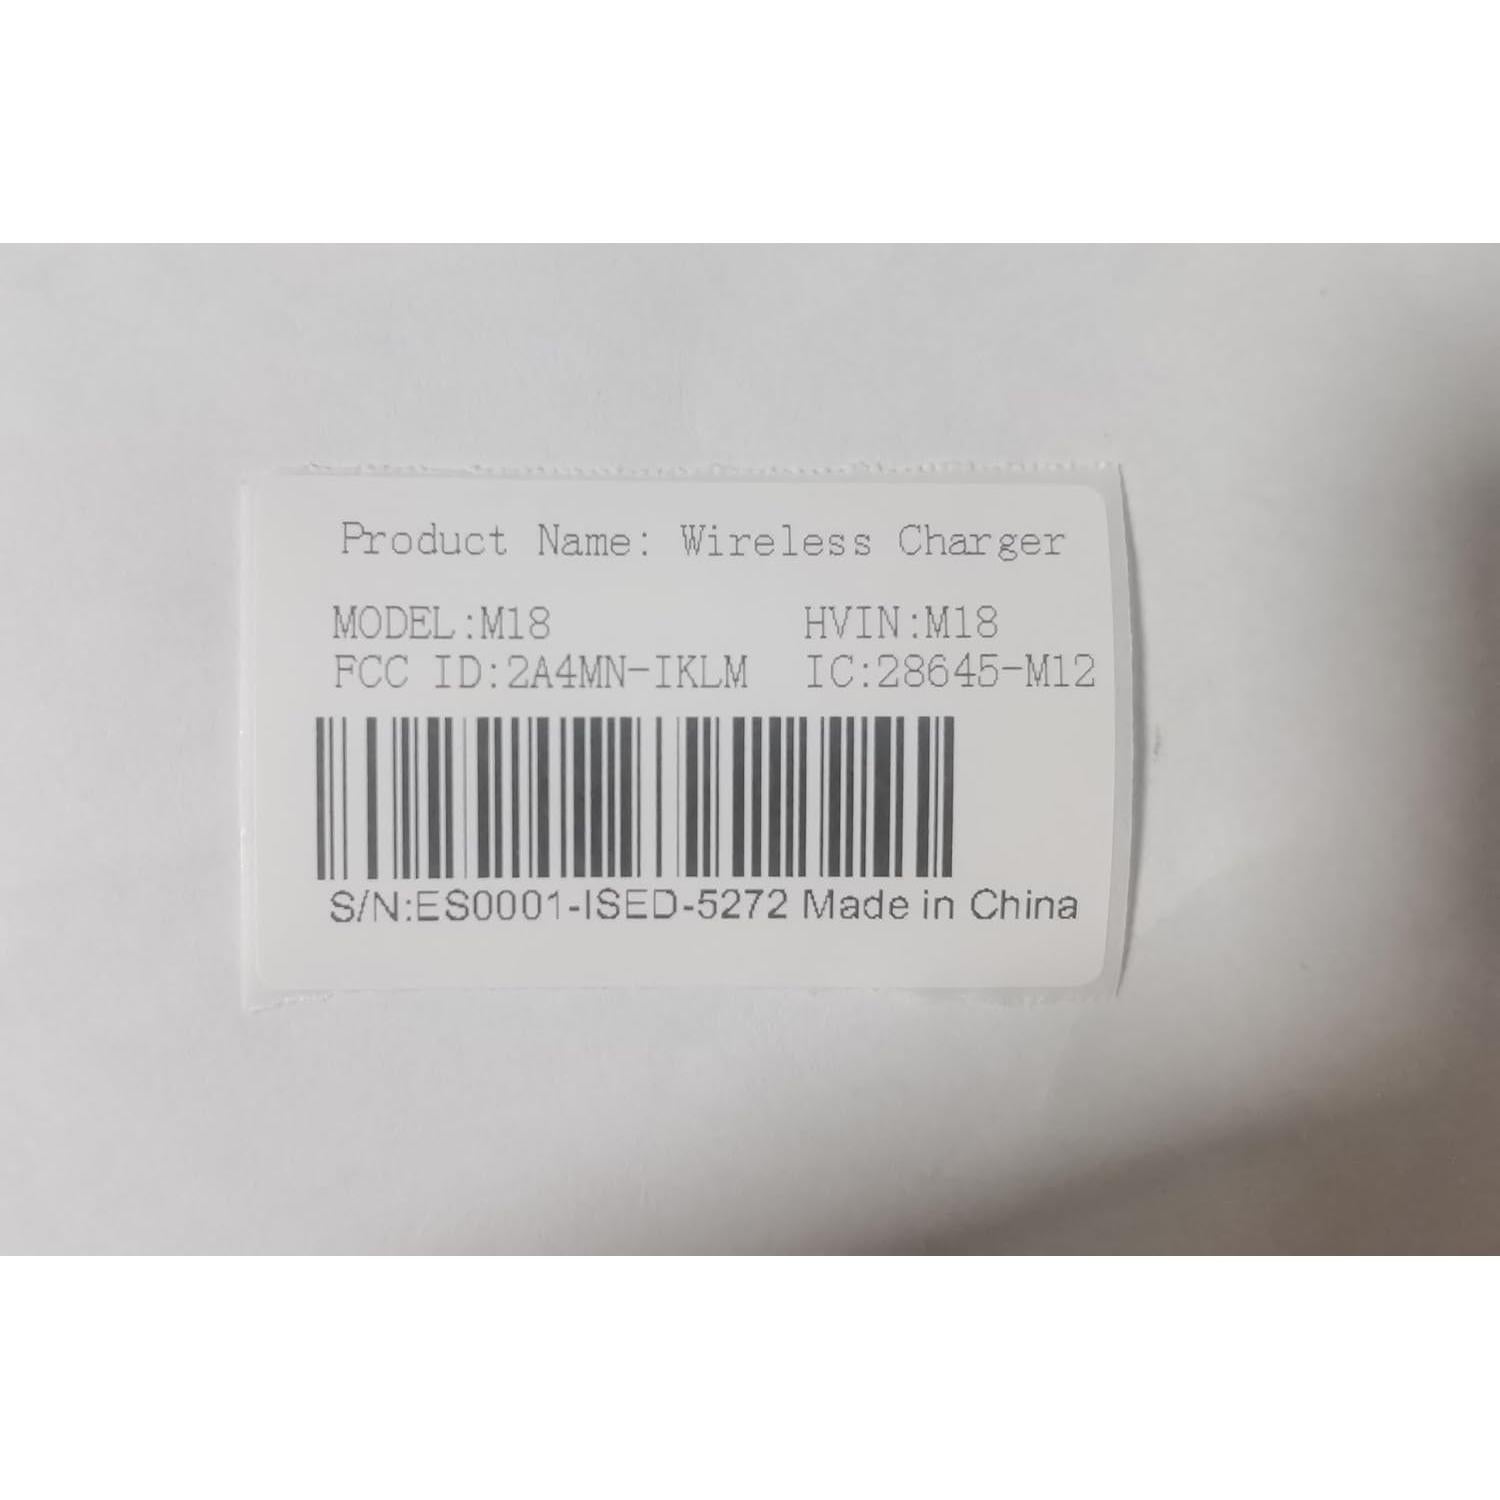 Product Name: Wireless Charger
MODEL:M18 HVIN:M18
FCC ID:2A4MN-IKLM IC:28645-M12
S/N:ES0001-ISED-5272 Made in China